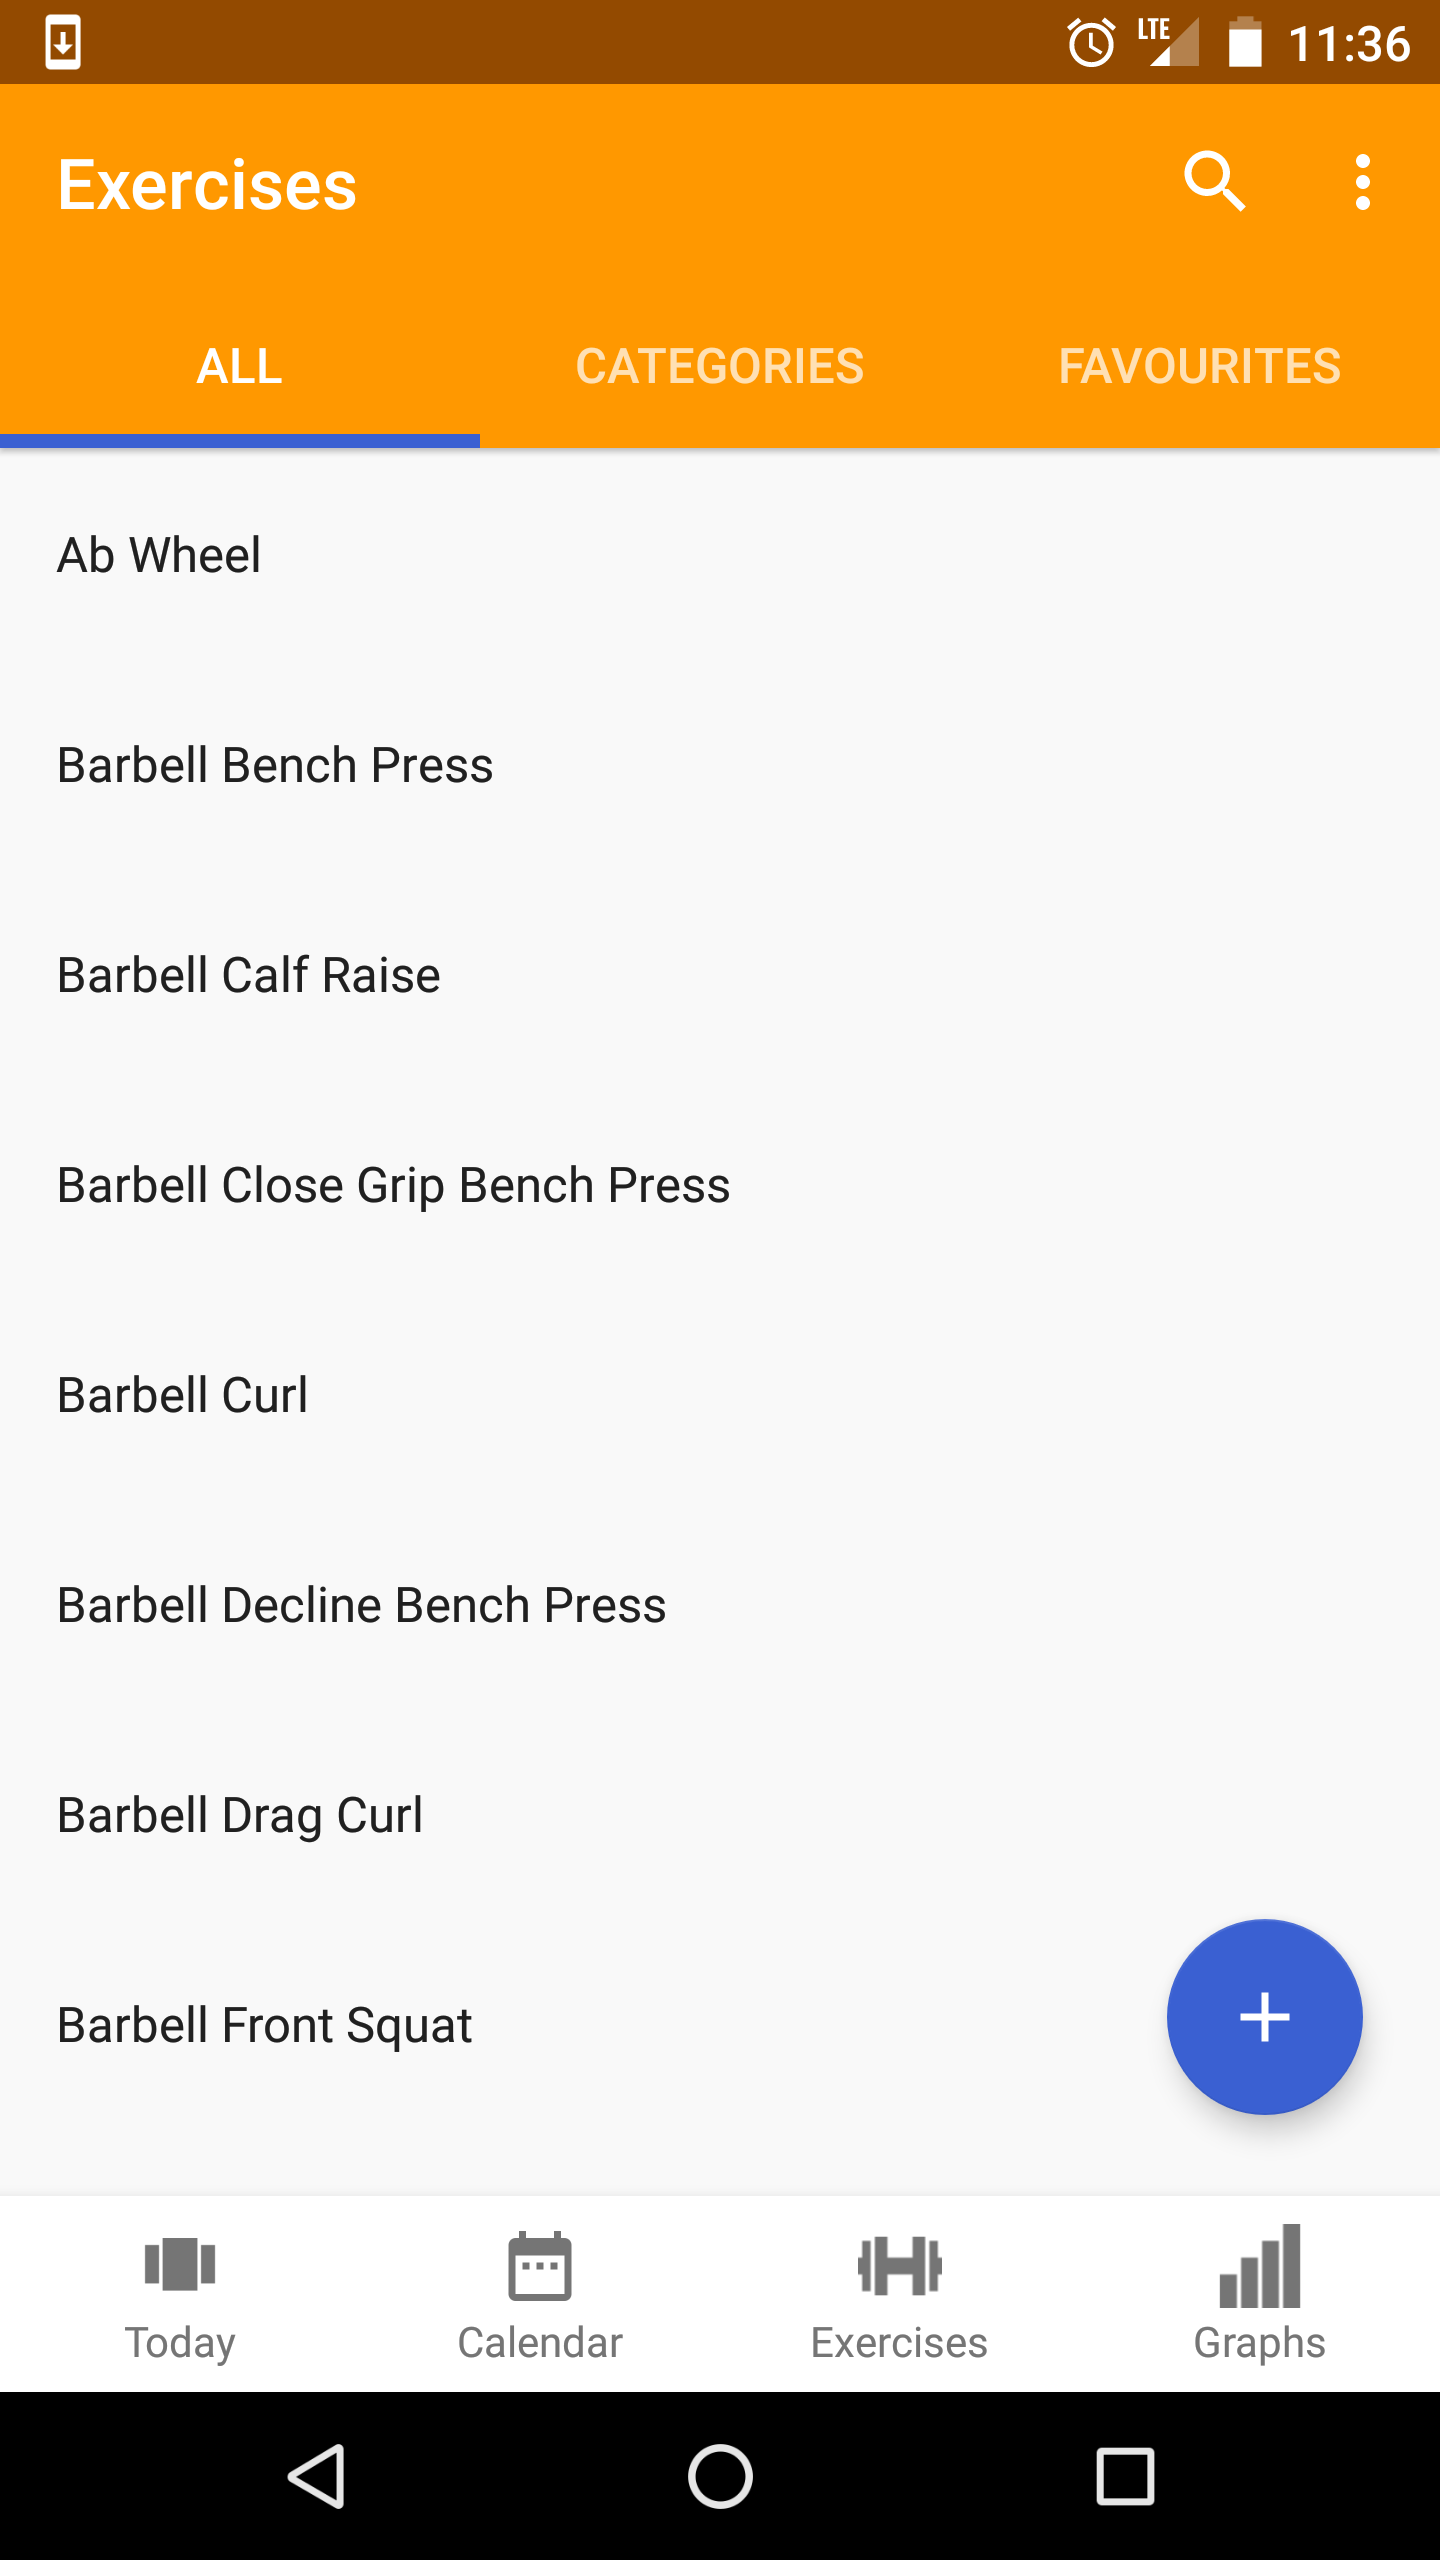 LTE 11:36
Exercises
ALL CATEGORIES FAVOURITES
Ab Wheel
Barbell Bench Press
Barbell Calf Raise
Barbell Close Grip Bench Press
Barbell Curl
Barbell Decline Bench Press
Barbell Drag Curl
Barbell Front Squat
Today Calendar Exercises Graphs